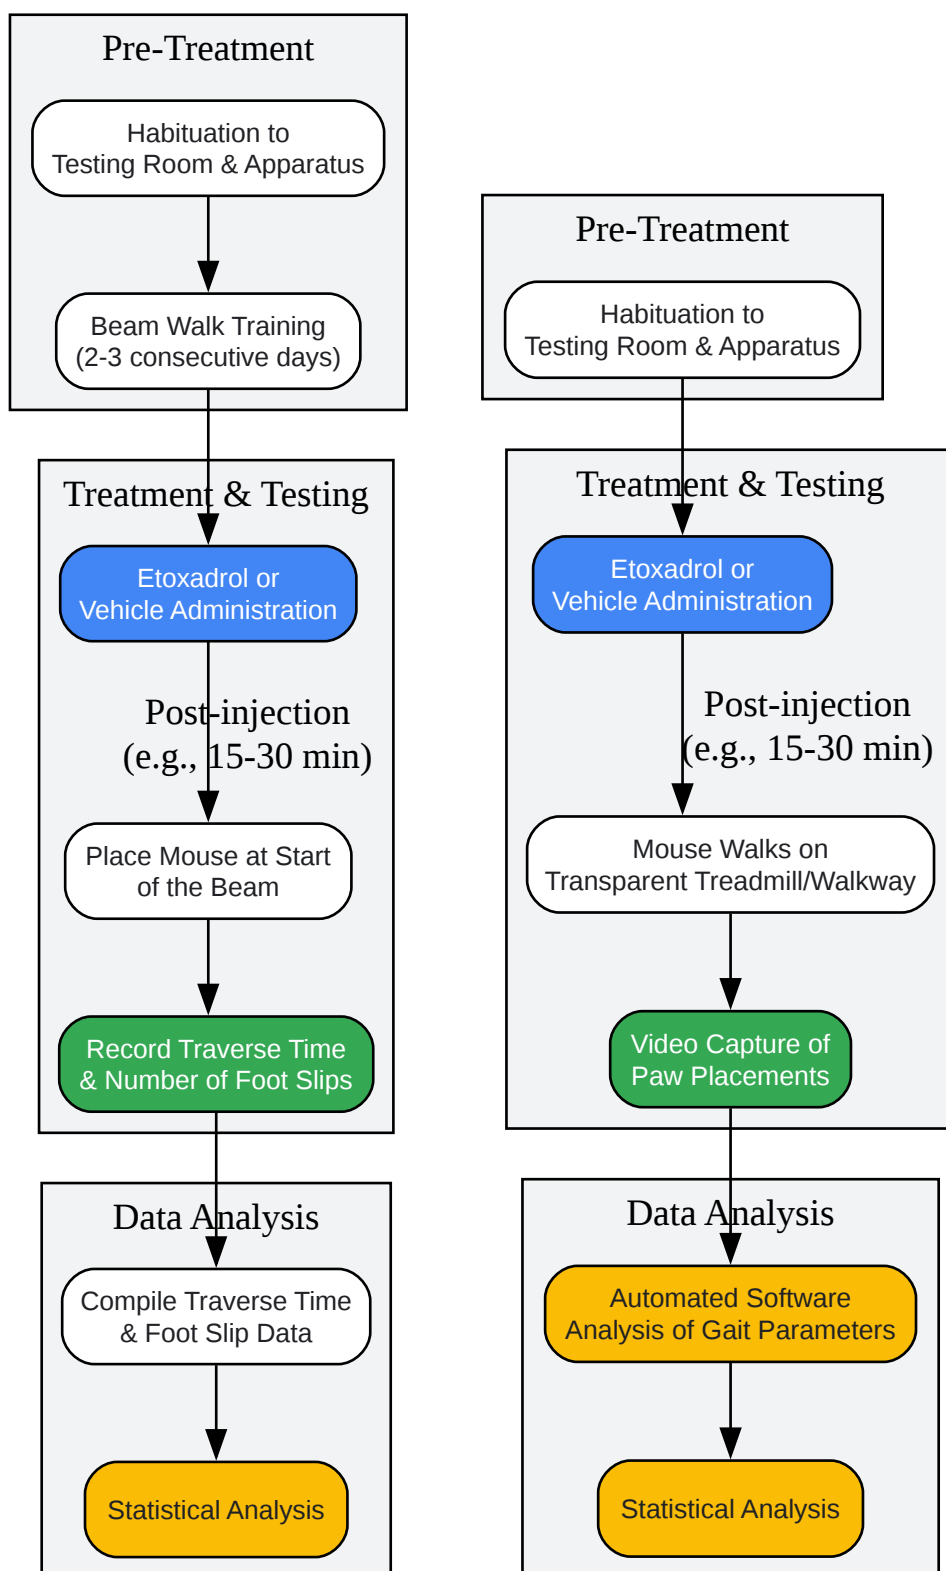 Pre-Treatment
Habituation to
Testing Room & Apparatus
Beam Walk Training
(2-3 consecutive days)
Treatment & Testing
Etoxadrol or
Vehicle Administration
Post-injection
(e.g., 15-30 min)
Place Mouse at Start
of the Beam
Record Traverse Time
& Number of Foot Slips
Data Analysis
Compile Traverse Time
& Foot Slip Data
Statistical Analysis
Pre-Treatment
Habituation to
Testing Room & Apparatus
Treatment & Testing
Etoxadrol or
Vehicle Administration
Post-injection
(e.g., 15-30 min)
Mouse Walks on
Transparent Treadmill/Walkway
Video Capture of
Paw Placements
Data Analysis
Automated Software
Analysis of Gait Parameters
Statistical Analysis